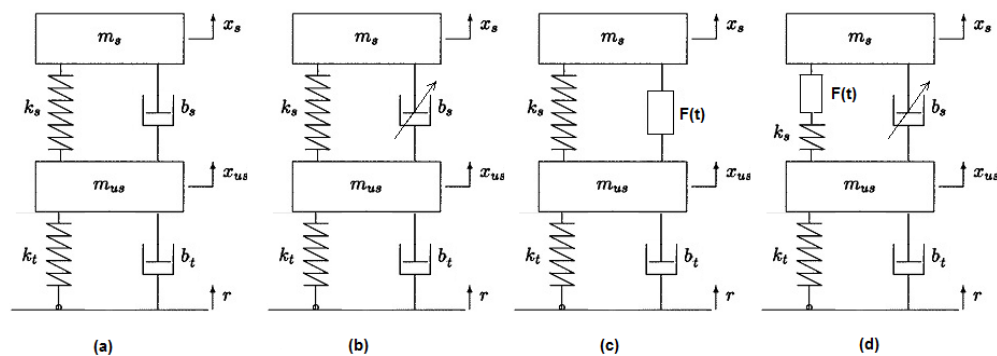 x_s x_s x_s x_s
m_s m_s m_s m_s
k_s b_s k_s b_s k_s F(t) F(t) b_s
k_s
m_us x_us m_us x_us m_us x_us m_us x_us
k_t b_t k_t b_t k_t b_t k_t b_t
r r r r
(a) (b) (c) (d)